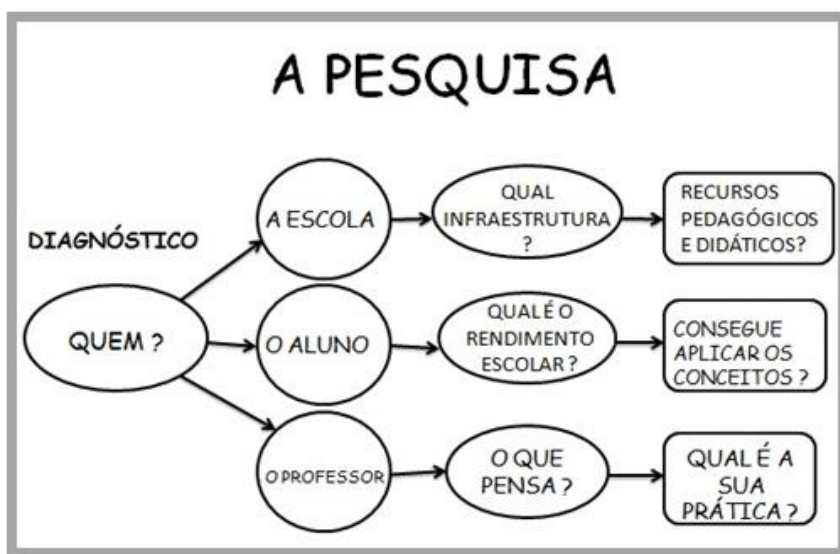 A PESQUISA
DIAGNÓSTICO
QUEM ?
A ESCOLA
QUAL
INFRAESTRUTURA
?
RECURSOS
PEDAGÓGICOS
E DIDÁTICOS?
O ALUNO
QUAL É O
RENDIMENTO
ESCOLAR ?
CONSEGUE
APLICAR OS
CONCEITOS ?
O PROFESSOR
O QUE
PENSA ?
QUAL É A
SUA
PRÁTICA ?